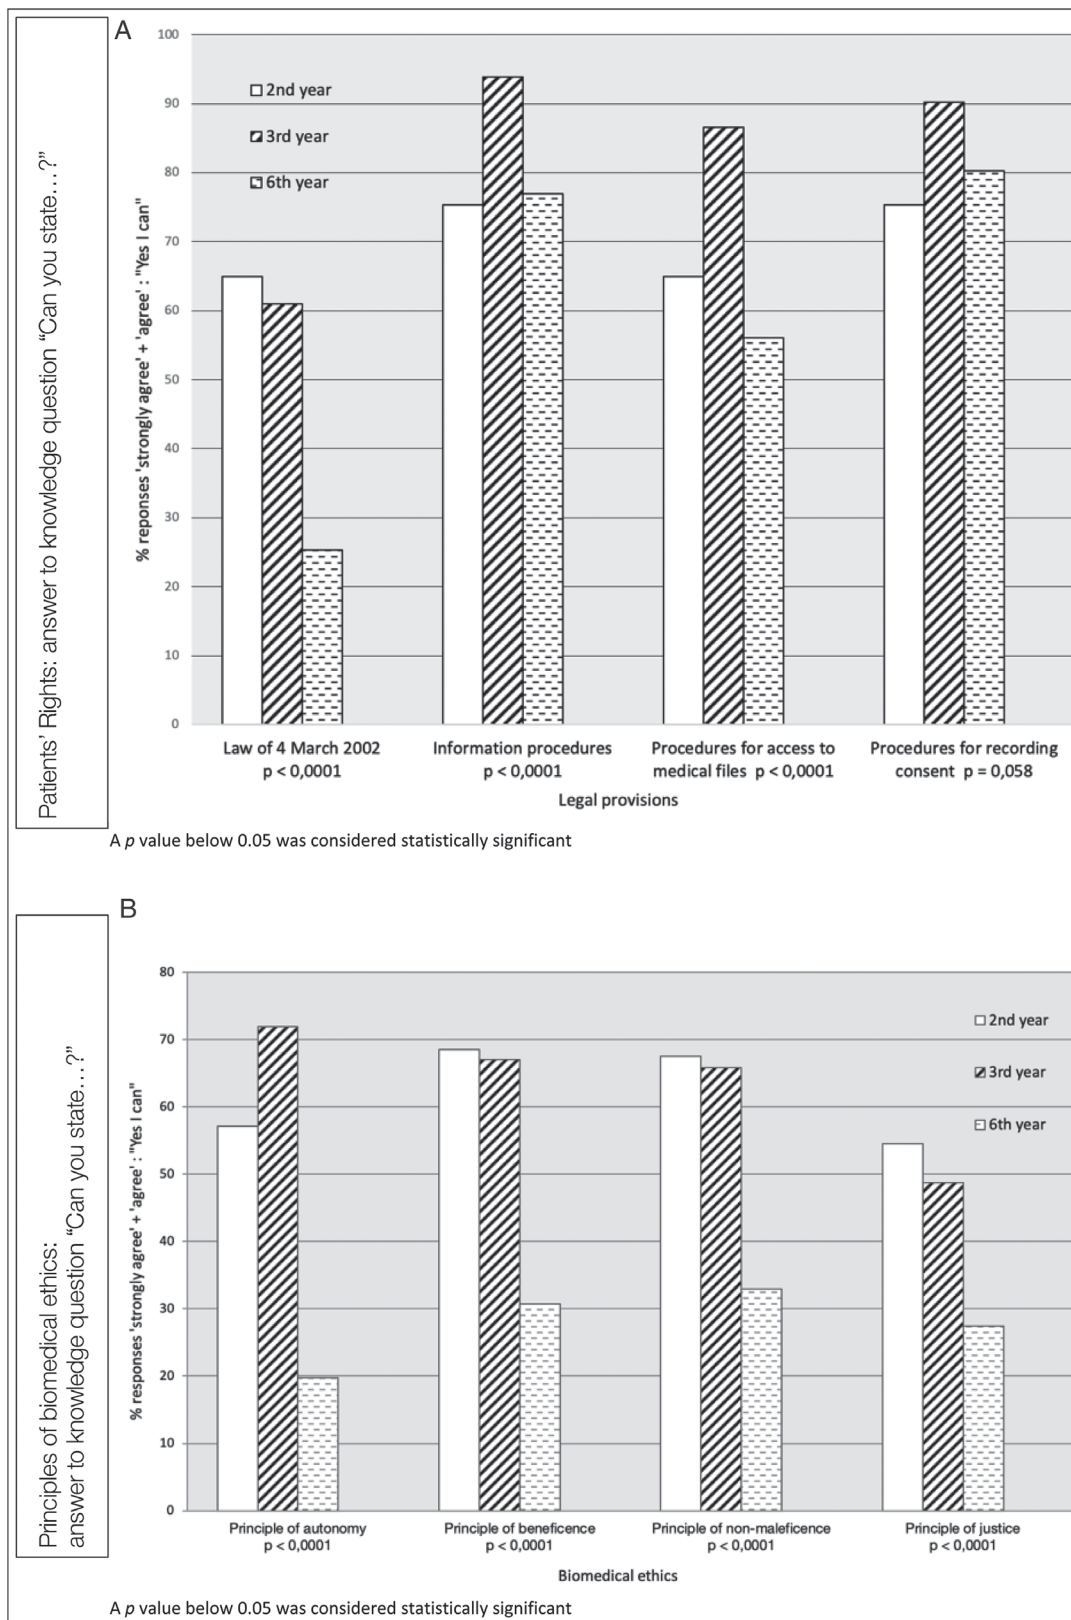 Patients’ Rights: answer to knowledge question “Can you state…?”
A
% reponses 'strongly agree' + 'agree' : "Yes I can"
100
90
80
70
60
50
40
30
20
10
0
2nd year
3rd year
6th year
Law of 4 March 2002
p < 0,0001
Information procedures
p < 0,0001
Procedures for access to
medical files p < 0,0001
Procedures for recording
consent p = 0,058
Legal provisions
A p value below 0.05 was considered statistically significant
Principles of biomedical ethics:
answer to knowledge question “Can you state…?”
B
% responses 'strongly agree' + 'agree' : "Yes I can"
80
70
60
50
40
30
20
10
0
2nd year
3rd year
6th year
Principle of autonomy
p < 0,0001
Principle of beneficence
p < 0,0001
Principle of non-maleficence
p < 0,0001
Principle of justice
p < 0,0001
Biomedical ethics
A p value below 0.05 was considered statistically significant